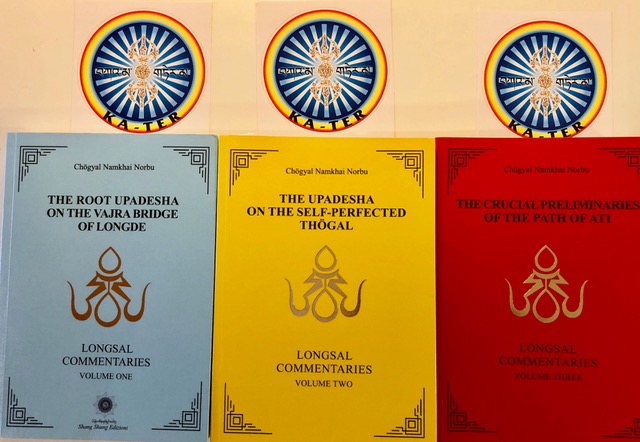 KA-TER
KA-TER
KA-TER
Chögyal Namkhai Norbu
THE ROOT UPADESHA
ON THE VAJRA BRIDGE
OF LONGDE
LONGSAL
COMMENTARIES
VOLUME ONE
Shang Shung Edizioni
Chögyal Namkhai Norbu
THE UPADESHA
ON THE SELF-PERFECTED
THÖGAL
LONGSAL
COMMENTARIES
VOLUME TWO
Chögyal Namkhai Norbu
THE CRUCIAL PRELIMINARIES
OF THE PATH OF ATI
LONGSAL
COMMENTARIES
VOLUME THREE